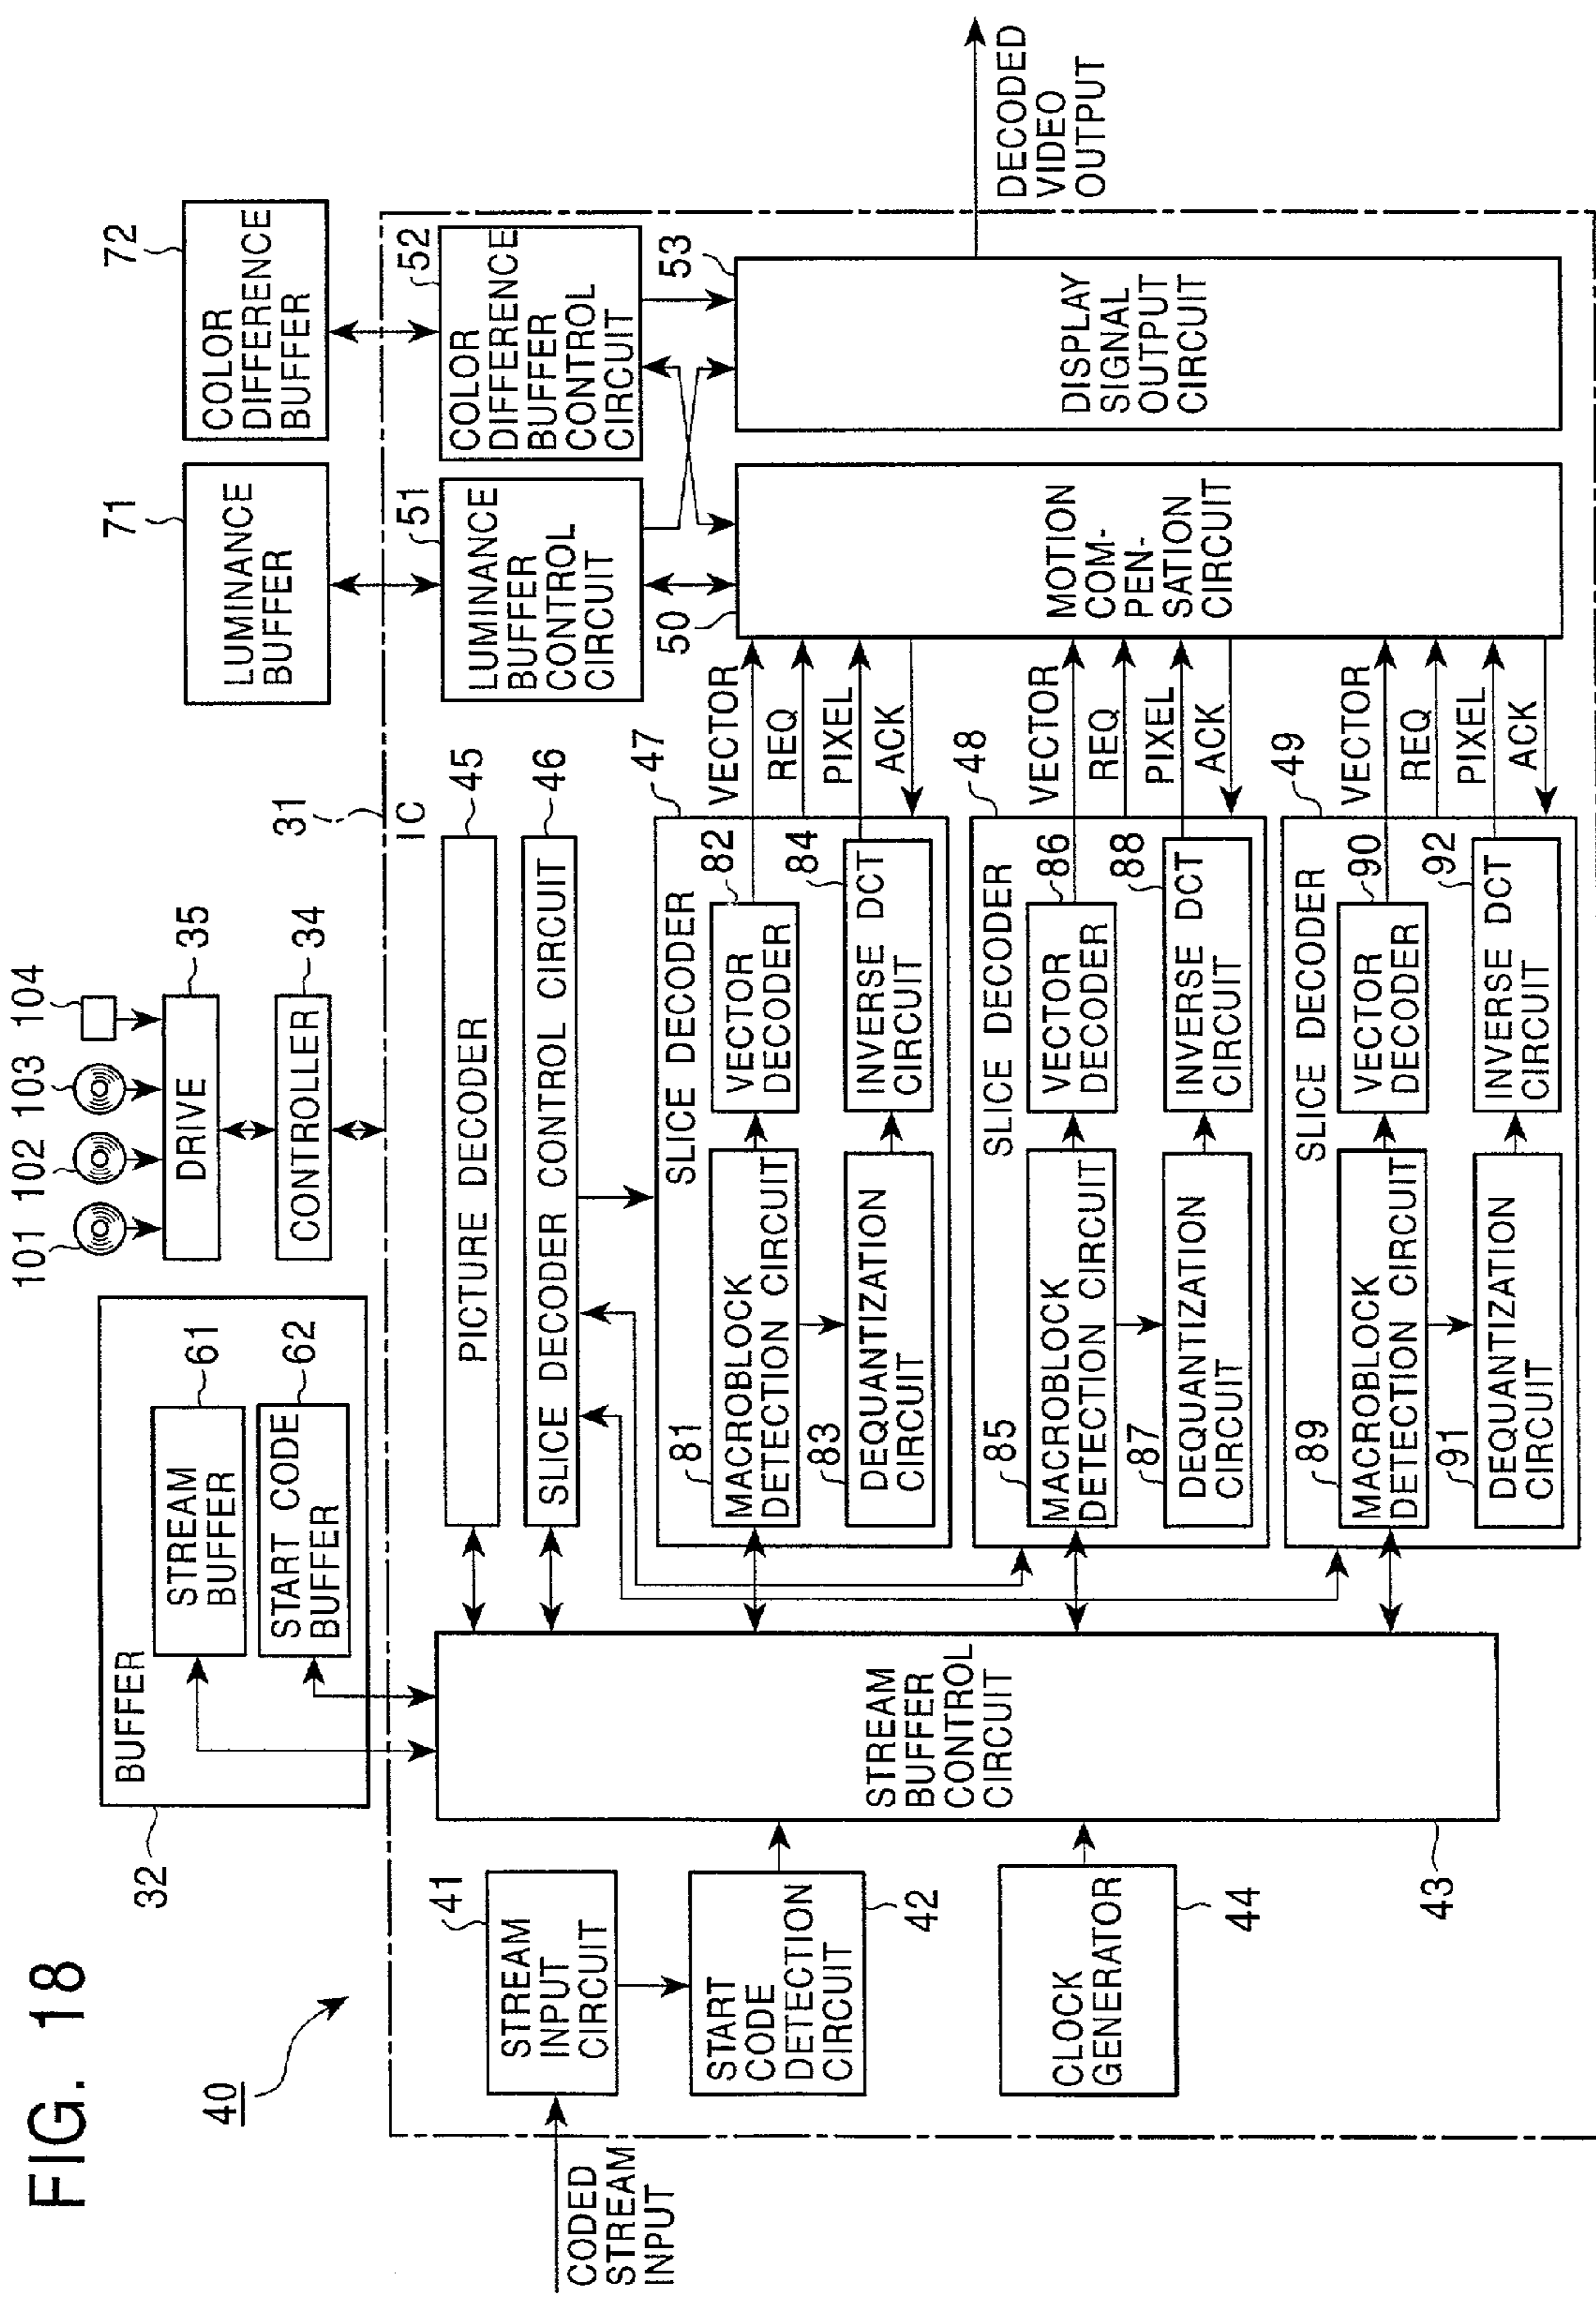 FIG. 18
40
CODED
STREAM
INPUT
STREAM
INPUT
CIRCUIT
41
START
CODE
DETECTION
CIRCUIT
42
CLOCK
GENERATOR
44
32
BUFFER
STREAM
BUFFER
61
START CODE
BUFFER
62
STREAM
BUFFER
CONTROL
CIRCUIT
43
101
102
103
104
DRIVE
35
CONTROLLER
34
31
IC
PICTURE DECODER
45
SLICE DECODER CONTROL CIRCUIT
46
SLICE DECODER
47
81
MACROBLOCK
DETECTION CIRCUIT
VECTOR
DECODER
82
83
DEQUANTIZATION
CIRCUIT
INVERSE DCT
CIRCUIT
84
VECTOR
REQ
PIXEL
ACK
SLICE DECODER
48
85
MACROBLOCK
DETECTION CIRCUIT
VECTOR
DECODER
86
87
DEQUANTIZATION
CIRCUIT
INVERSE DCT
CIRCUIT
88
VECTOR
REQ
PIXEL
ACK
SLICE DECODER
49
89
MACROBLOCK
DETECTION CIRCUIT
VECTOR
DECODER
90
91
DEQUANTIZATION
CIRCUIT
INVERSE DCT
CIRCUIT
92
VECTOR
REQ
PIXEL
ACK
71
LUMINANCE
BUFFER
72
COLOR
DIFFERENCE
BUFFER
51
LUMINANCE
BUFFER
CONTROL
CIRCUIT
52
COLOR
DIFFERENCE
BUFFER
CONTROL
CIRCUIT
50
MOTION
COM-
PEN-
SATION
CIRCUIT
53
DISPLAY
SIGNAL
OUTPUT
CIRCUIT
DECODED
VIDEO
OUTPUT